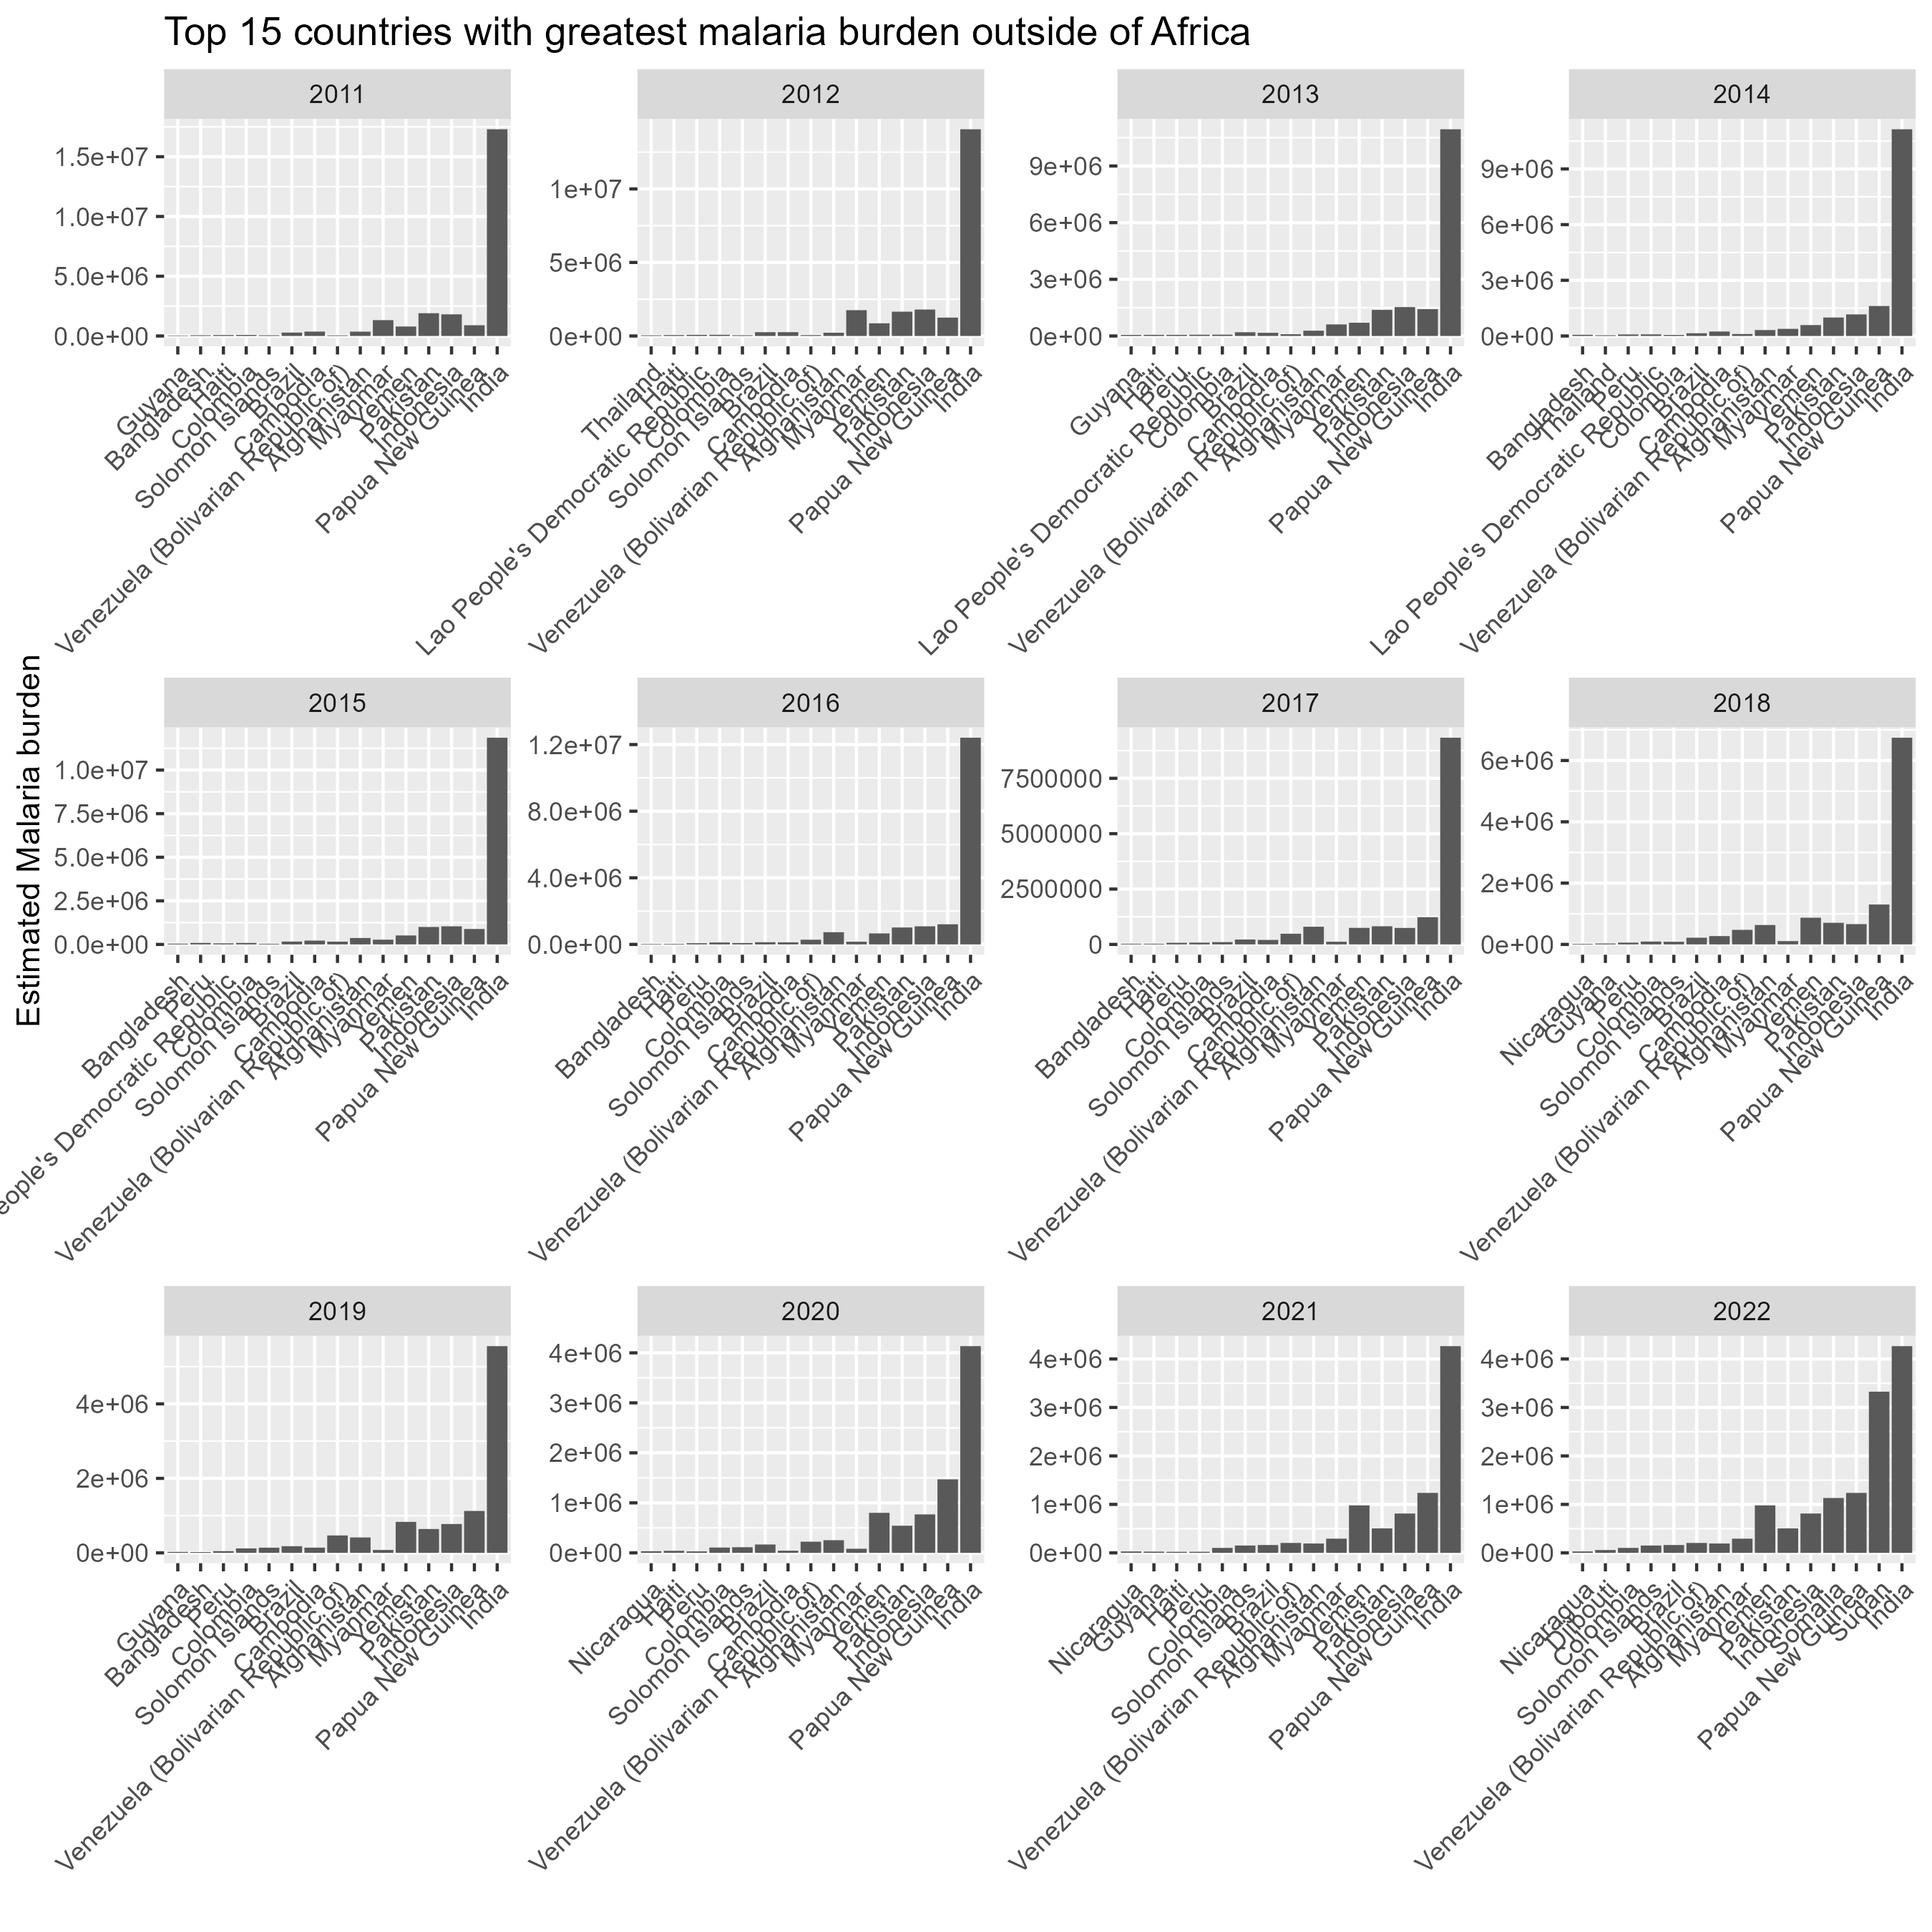 Top 15 countries with greatest malaria burden outside of Africa
Estimated Malaria burden
2011
1.5e+07
1.0e+07
5.0e+06
0.0e+00
Guyana
Bangladesh
Haiti
Colombia
Solomon Islands
Brazil
Cambodia
Venezuela (Bolivarian Republic of)
Afghanistan
Myanmar
Yemen
Pakistan
Indonesia
Papua New Guinea
India
2012
1e+07
5e+06
0e+00
Thailand
Haiti
Lao People's Democratic Republic
Colombia
Solomon Islands
Brazil
Cambodia
Venezuela (Bolivarian Republic of)
Afghanistan
Myanmar
Yemen
Pakistan
Indonesia
Papua New Guinea
India
2013
9e+06
6e+06
3e+06
0e+00
Guyana
Haiti
Peru
Lao People's Democratic Republic
Colombia
Brazil
Cambodia
Venezuela (Bolivarian Republic of)
Afghanistan
Myanmar
Yemen
Pakistan
Indonesia
Papua New Guinea
India
2014
9e+06
6e+06
3e+06
0e+00
Bangladesh
Thailand
Peru
Lao People's Democratic Republic
Colombia
Brazil
Cambodia
Venezuela (Bolivarian Republic of)
Afghanistan
Myanmar
Yemen
Pakistan
Indonesia
Papua New Guinea
India
2015
1.0e+07
7.5e+06
5.0e+06
2.5e+06
0.0e+00
Bangladesh
Peru
eople's Democratic Republic
Colombia
Solomon Islands
Brazil
Cambodia
Venezuela (Bolivarian Republic of)
Afghanistan
Myanmar
Yemen
Pakistan
Indonesia
Papua New Guinea
India
2016
1.2e+07
8.0e+06
4.0e+06
0.0e+00
Bangladesh
Haiti
Peru
Colombia
Solomon Islands
Brazil
Cambodia
Venezuela (Bolivarian Republic of)
Afghanistan
Myanmar
Yemen
Pakistan
Indonesia
Papua New Guinea
India
2017
7500000
5000000
2500000
0
Bangladesh
Haiti
Peru
Colombia
Solomon Islands
Brazil
Cambodia
Venezuela (Bolivarian Republic of)
Afghanistan
Myanmar
Yemen
Pakistan
Indonesia
Papua New Guinea
India
2018
6e+06
4e+06
2e+06
0e+00
Nicaragua
Guyana
Peru
Colombia
Solomon Islands
Brazil
Cambodia
Venezuela (Bolivarian Republic of)
Afghanistan
Myanmar
Yemen
Pakistan
Indonesia
Papua New Guinea
India
2019
4e+06
2e+06
0e+00
Guyana
Bangladesh
Peru
Colombia
Solomon Islands
Brazil
Cambodia
Venezuela (Bolivarian Republic of)
Afghanistan
Myanmar
Yemen
Pakistan
Indonesia
Papua New Guinea
India
2020
4e+06
3e+06
2e+06
1e+06
0e+00
Nicaragua
Haiti
Peru
Colombia
Solomon Islands
Brazil
Cambodia
Venezuela (Bolivarian Republic of)
Afghanistan
Myanmar
Yemen
Pakistan
Indonesia
Papua New Guinea
India
2021
4e+06
3e+06
2e+06
1e+06
0e+00
Nicaragua
Guyana
Haiti
Peru
Colombia
Solomon Islands
Brazil
Venezuela (Bolivarian Republic of)
Afghanistan
Myanmar
Yemen
Pakistan
Indonesia
Papua New Guinea
India
2022
4e+06
3e+06
2e+06
1e+06
0e+00
Nicaragua
Djibouti
Colombia
Solomon Islands
Brazil
Venezuela (Bolivarian Republic of)
Afghanistan
Myanmar
Yemen
Pakistan
Indonesia
Somalia
Papua New Guinea
Sudan
India